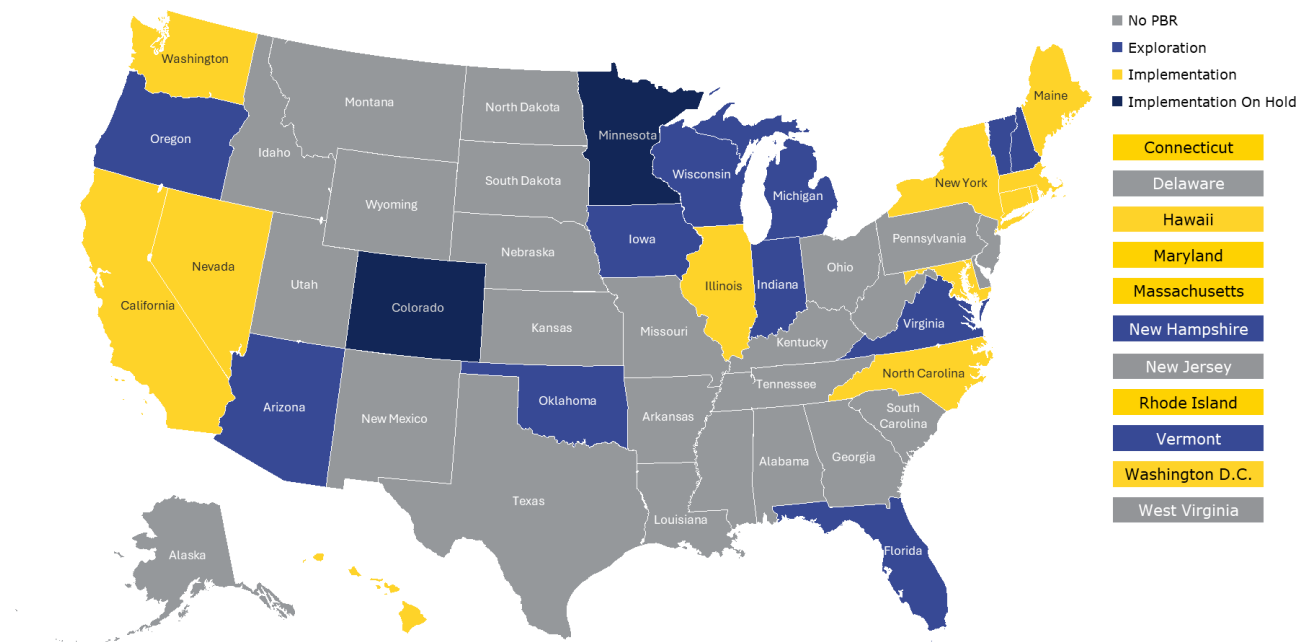 No PBR
Exploration
Implementation
Implementation On Hold
Washington
Montana
North Dakota
Minnesota
Maine
Oregon
Idaho
South Dakota
Wisconsin
Michigan
New York
Wyoming
Nebraska
Iowa
Pennsylvania
Nevada
Utah
California
Colorado
Kansas
Missouri
Illinois
Indiana
Ohio
Kentucky
Virginia
Arizona
New Mexico
Oklahoma
Arkansas
Tennessee
North Carolina
South
Carolina
Texas
Louisiana
Alabama
Georgia
Florida
Alaska
Connecticut
Delaware
Hawaii
Maryland
Massachusetts
New Hampshire
New Jersey
Rhode Island
Vermont
Washington D.C.
West Virginia